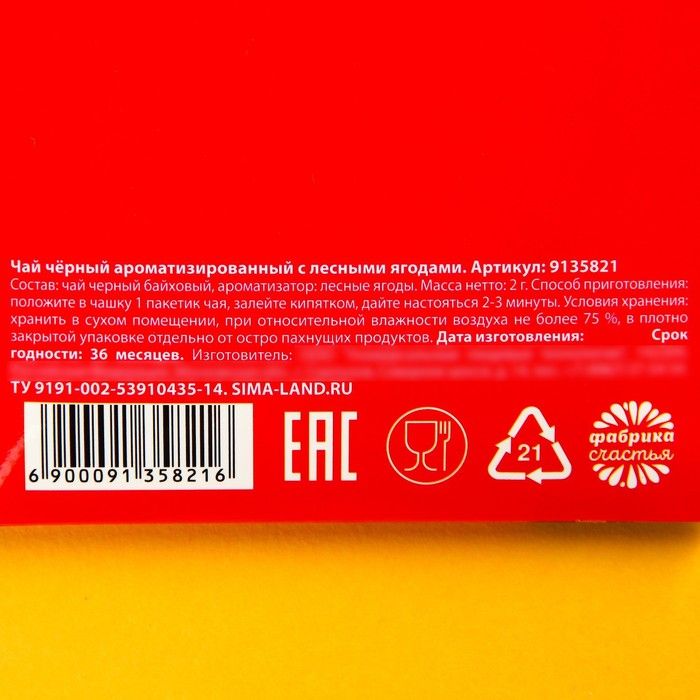 Чай чёрный ароматизированный с лесными ягодами. Артикул: 9135821
Состав: чай черный байховый, ароматизатор: лесные ягоды. Масса нетто: 2 г. Способ приготовления:
положите в чашку 1 пакетик чая, залейте кипятком, дайте настояться 2-3 минуты. Условия хранения:
хранить в сухом помещении, при относительной влажности воздуха не более 75 %, в плотно
закрытой упаковке отдельно от остро пахнущих продуктов. Дата изготовления: Срок
годности: 36 месяцев. Изготовитель:
ТУ 9191-002-53910435-14. SIMA-LAND.RU
6 900091 358216
EAC
21
фабрика
счастья